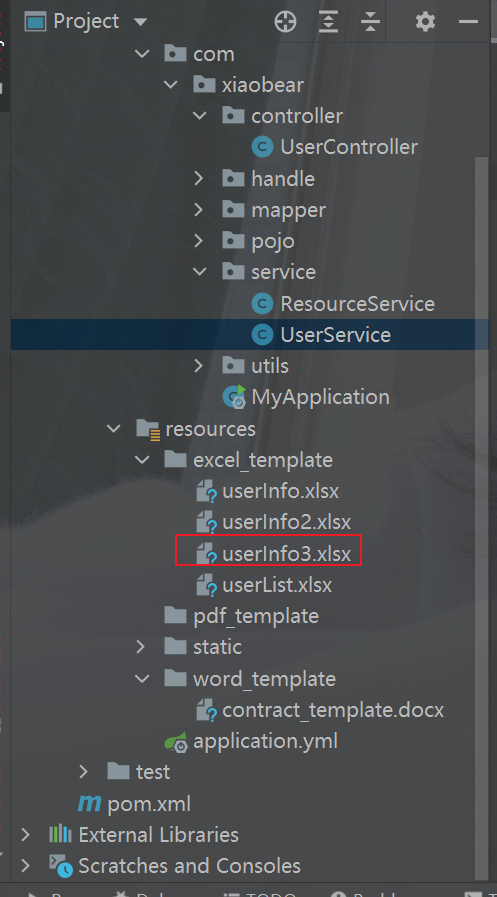 Project
com
xiaobear
controller
UserController
handle
mapper
pojo
service
ResourceService
UserService
utils
MyApplication
resources
excel_template
userInfo.xlsx
userInfo2.xlsx
userInfo3.xlsx
userList.xlsx
pdf_template
static
word_template
contract_template.docx
application.yml
test
pom.xml
External Libraries
Scratches and Consoles
TODO